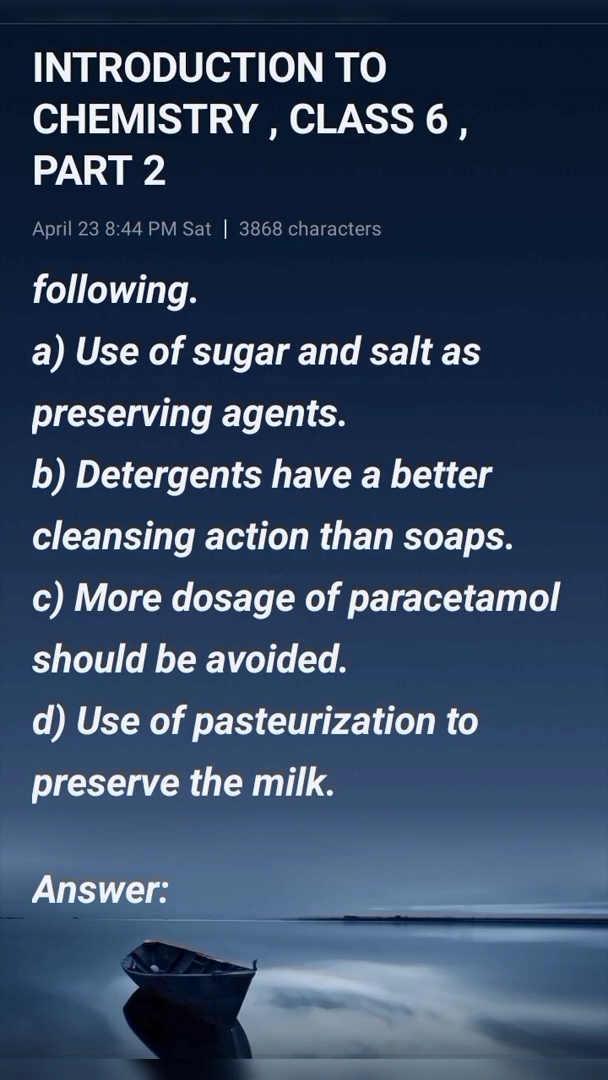 INTRODUCTION TO
CHEMISTRY , CLASS 6 ,
PART 2
April 23 8:44 PM Sat | 3868 characters
following.
a) Use of sugar and salt as
preserving agents.
b) Detergents have a better
cleansing action than soaps.
c) More dosage of paracetamol
should be avoided.
d) Use of pasteurization to
preserve the milk.
Answer: